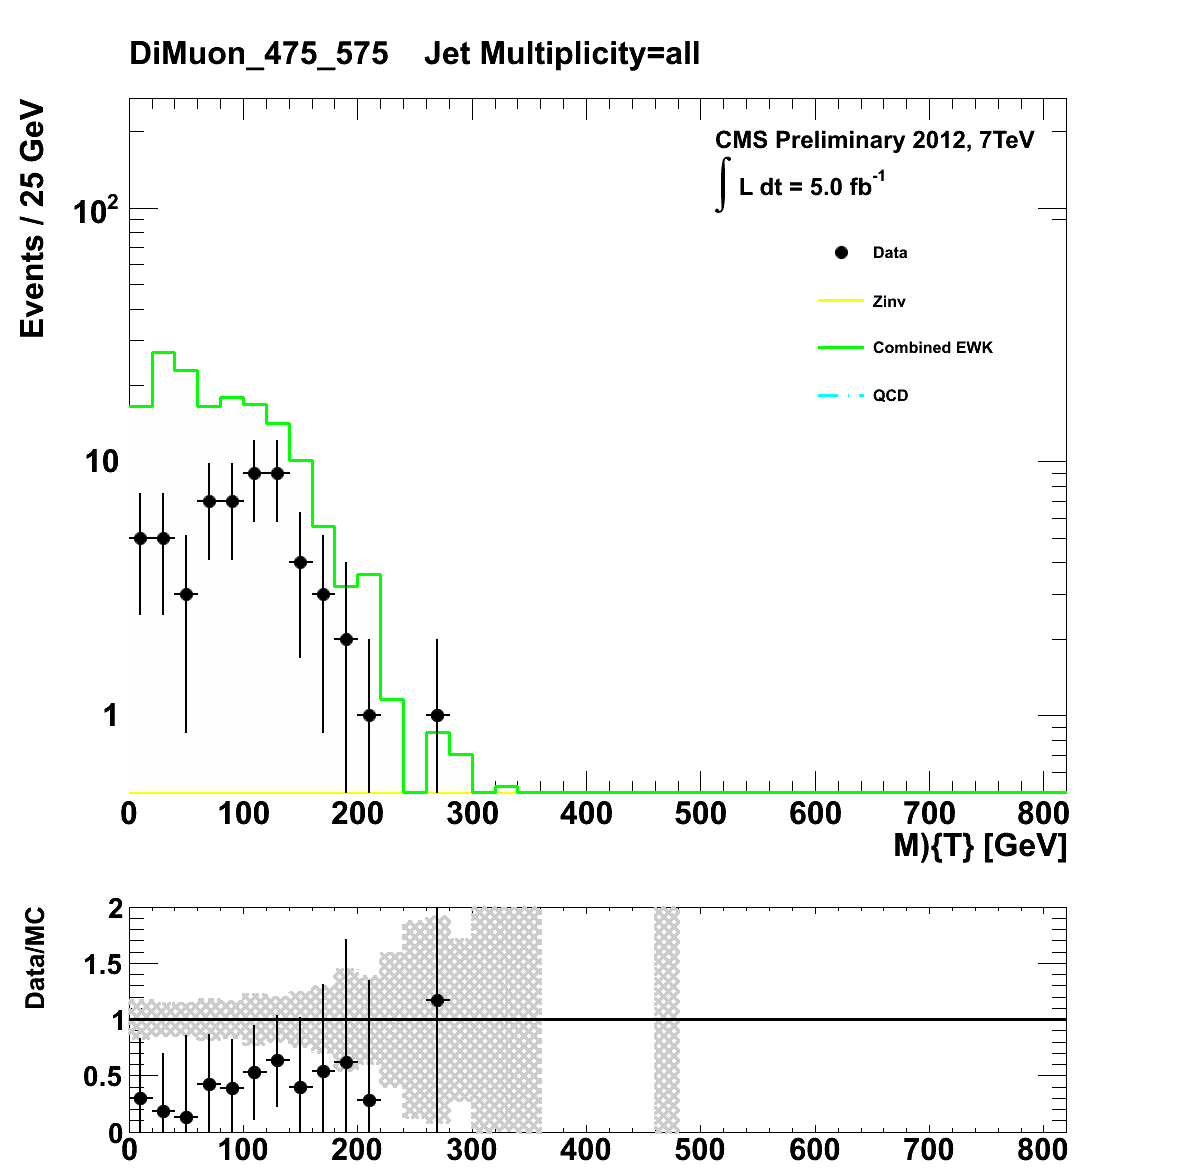 DiMuon_475_575 Jet Multiplicity=all
Events / 25 GeV
CMS Preliminary 2012, 7TeV
∫ L dt = 5.0 fb⁻¹
Data
Zinv
Combined EWK
QCD
10²
10
1
0 100 200 300 400 500 600 700 800
M){T} [GeV]
Data/MC
2
1.5
1
0.5
0
0 100 200 300 400 500 600 700 800